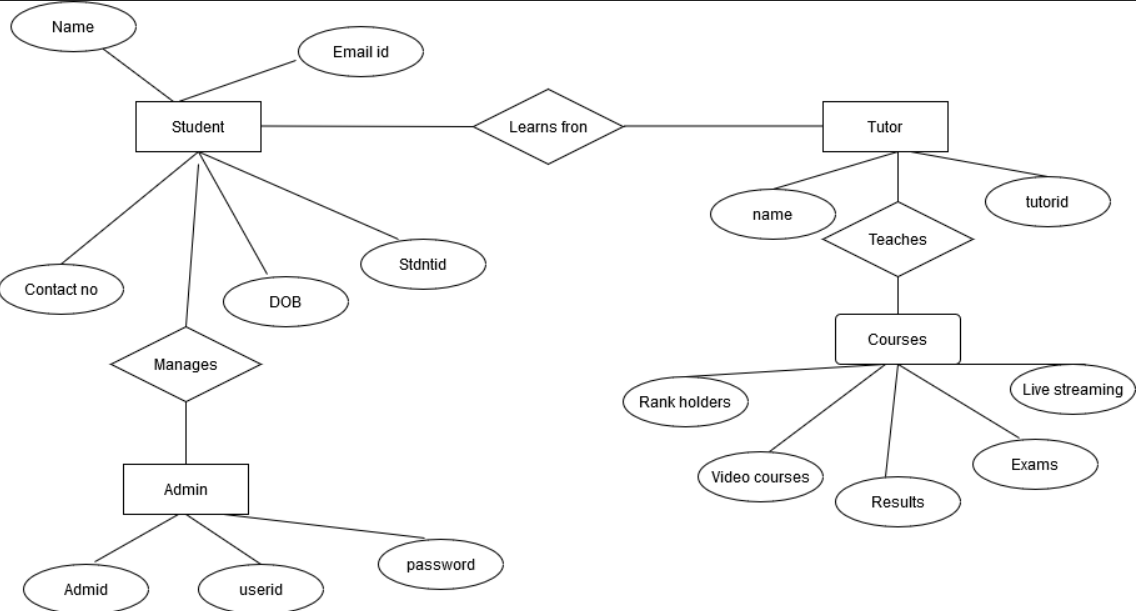 Name
Email id
Student
Learns fron
Tutor
name
tutorid
Teaches
Contact no
DOB
Stdntid
Manages
Courses
Rank holders
Live streaming
Video courses
Results
Exams
Admin
Admid
userid
password